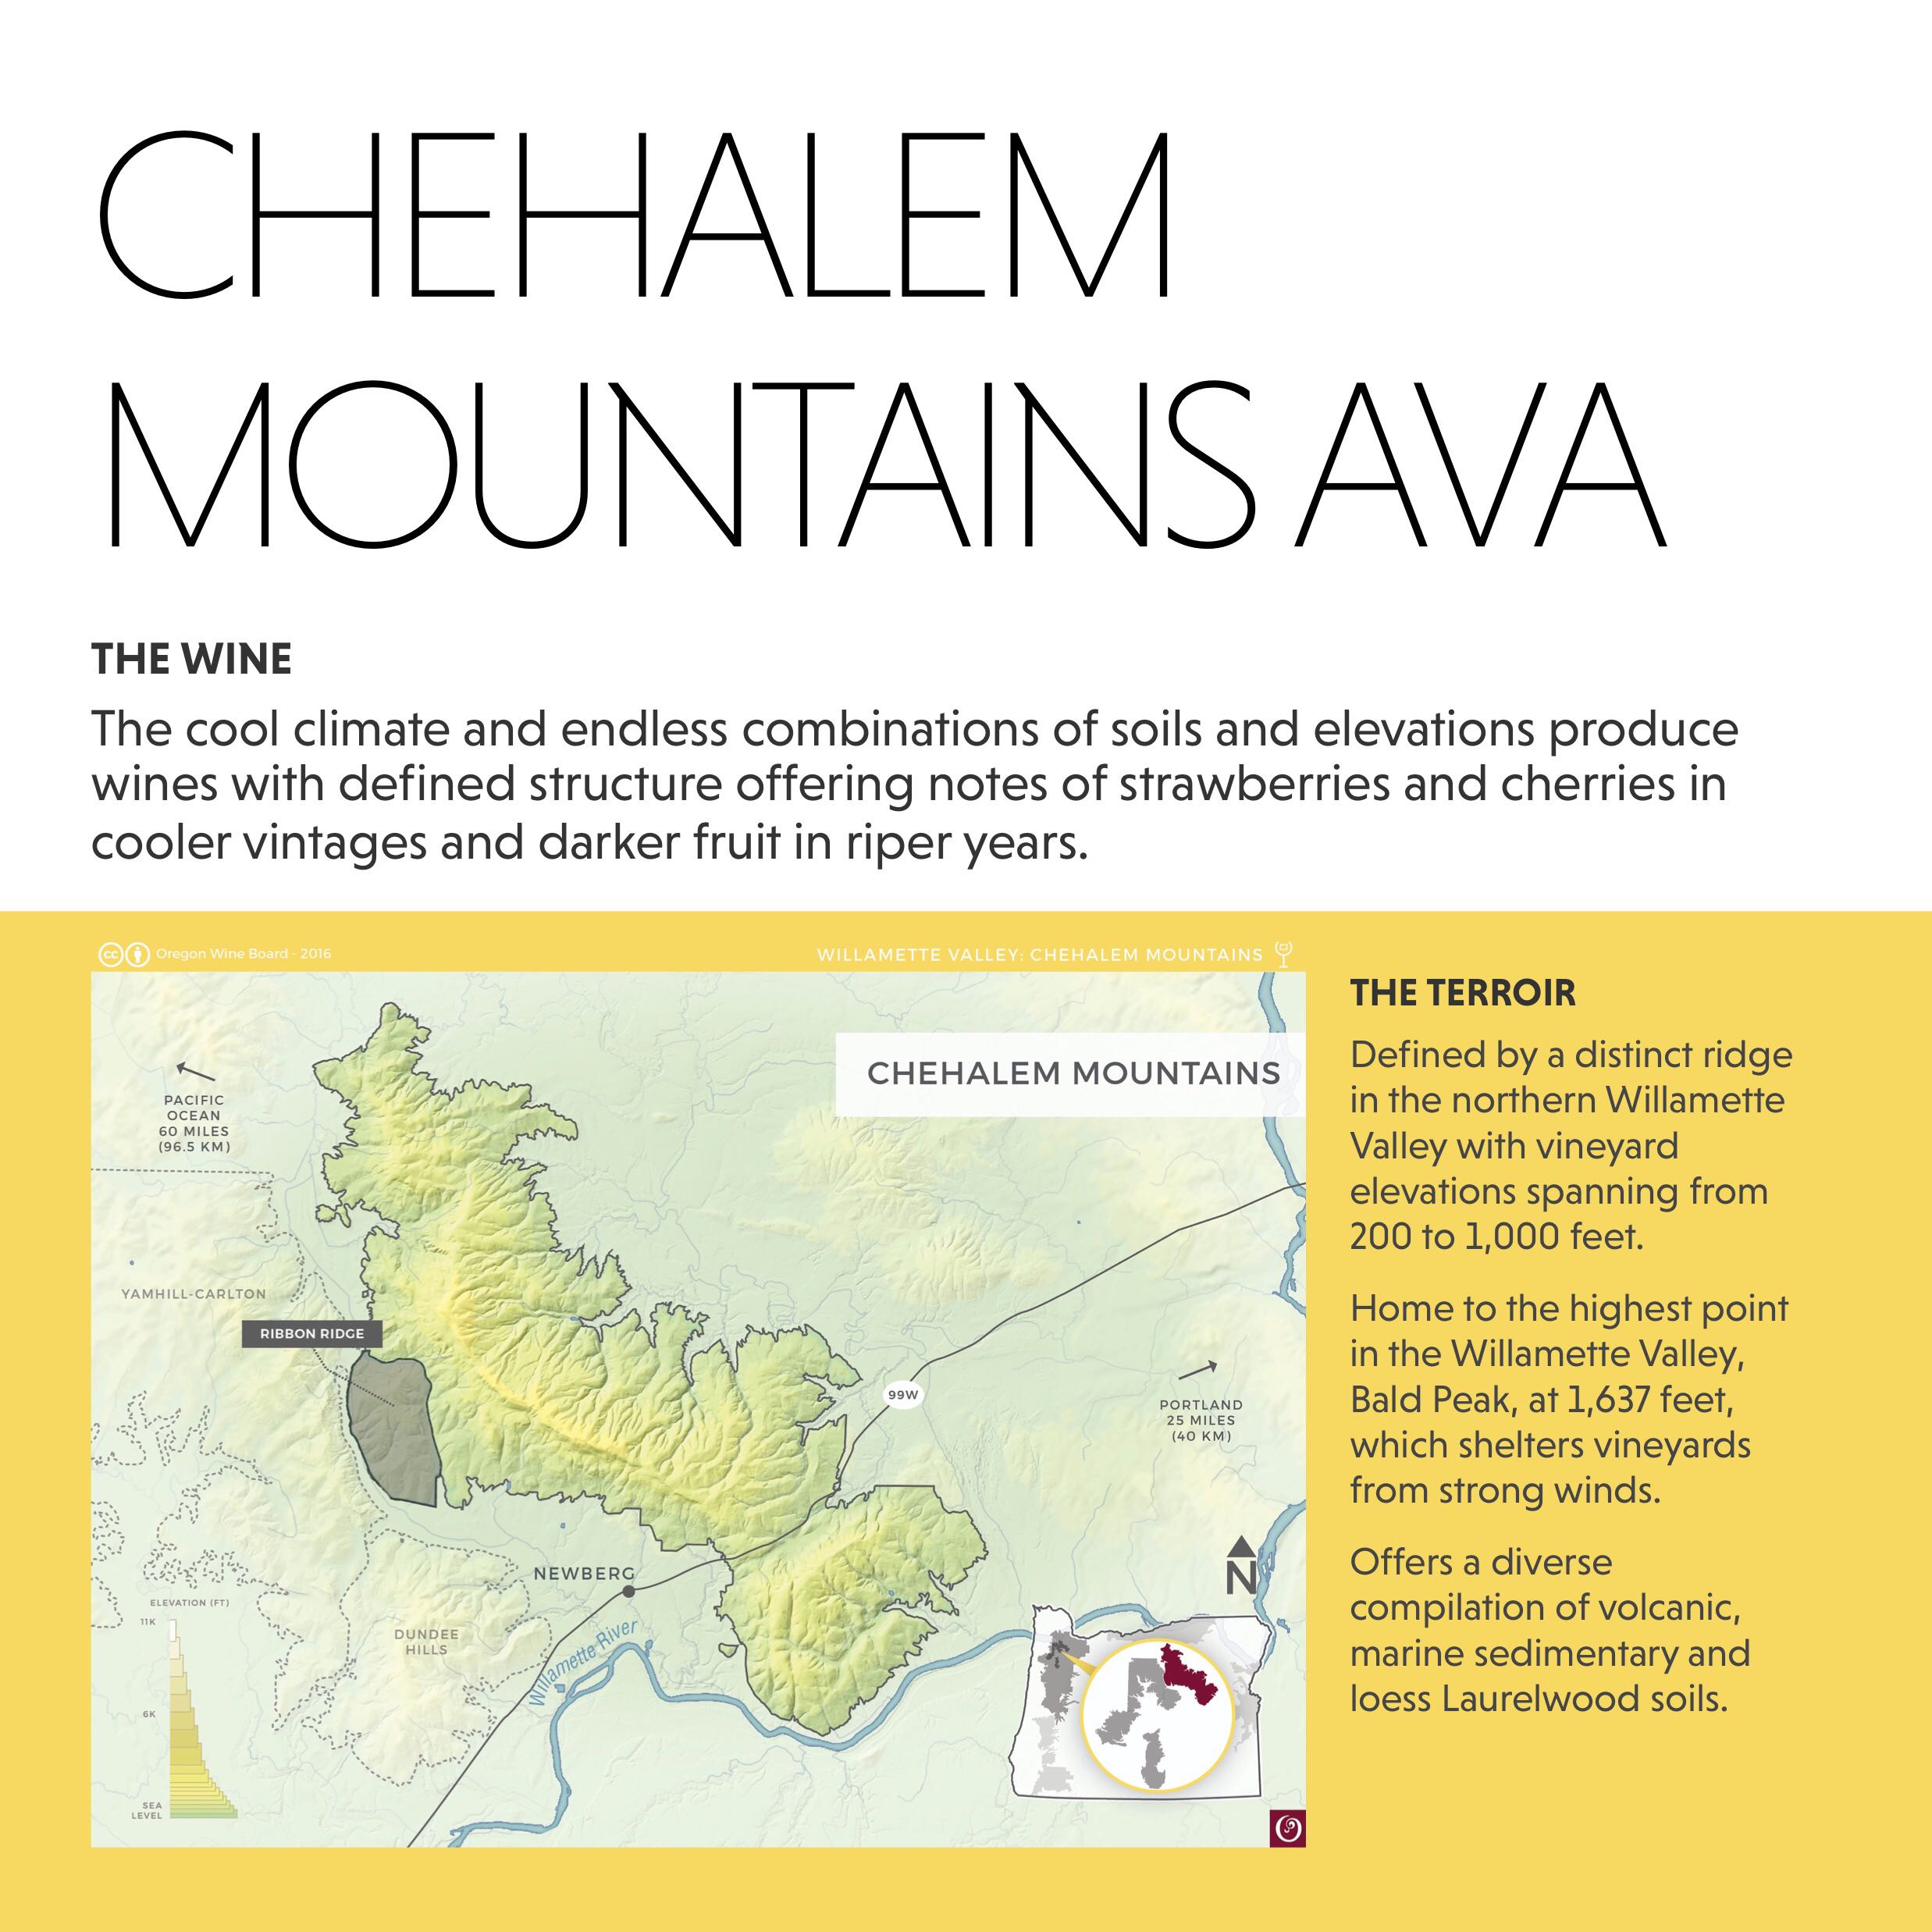 CHEHALEM
MOUNTAINS AVA
THE WINE
The cool climate and endless combinations of soils and elevations produce
wines with defined structure offering notes of strawberries and cherries in
cooler vintages and darker fruit in riper years.
cc Oregon Wine Board - 2016
WILLAMETTE VALLEY: CHEHALEM MOUNTAINS
CHEHALEM MOUNTAINS
PACIFIC
OCEAN
60 MILES
(96.5 KM)
YAMHILL-CARLTON
RIBBON RIDGE
99W
PORTLAND
25 MILES
(40 KM)
N
NEWBERG
DUNDEE
HILLS
Willamette River
ELEVATION (FT)
11K
6K
SEA
LEVEL
THE TERROIR
Defined by a distinct ridge
in the northern Willamette
Valley with vineyard
elevations spanning from
200 to 1,000 feet.
Home to the highest point
in the Willamette Valley,
Bald Peak, at 1,637 feet,
which shelters vineyards
from strong winds.
Offers a diverse
compilation of volcanic,
marine sedimentary and
loess Laurelwood soils.